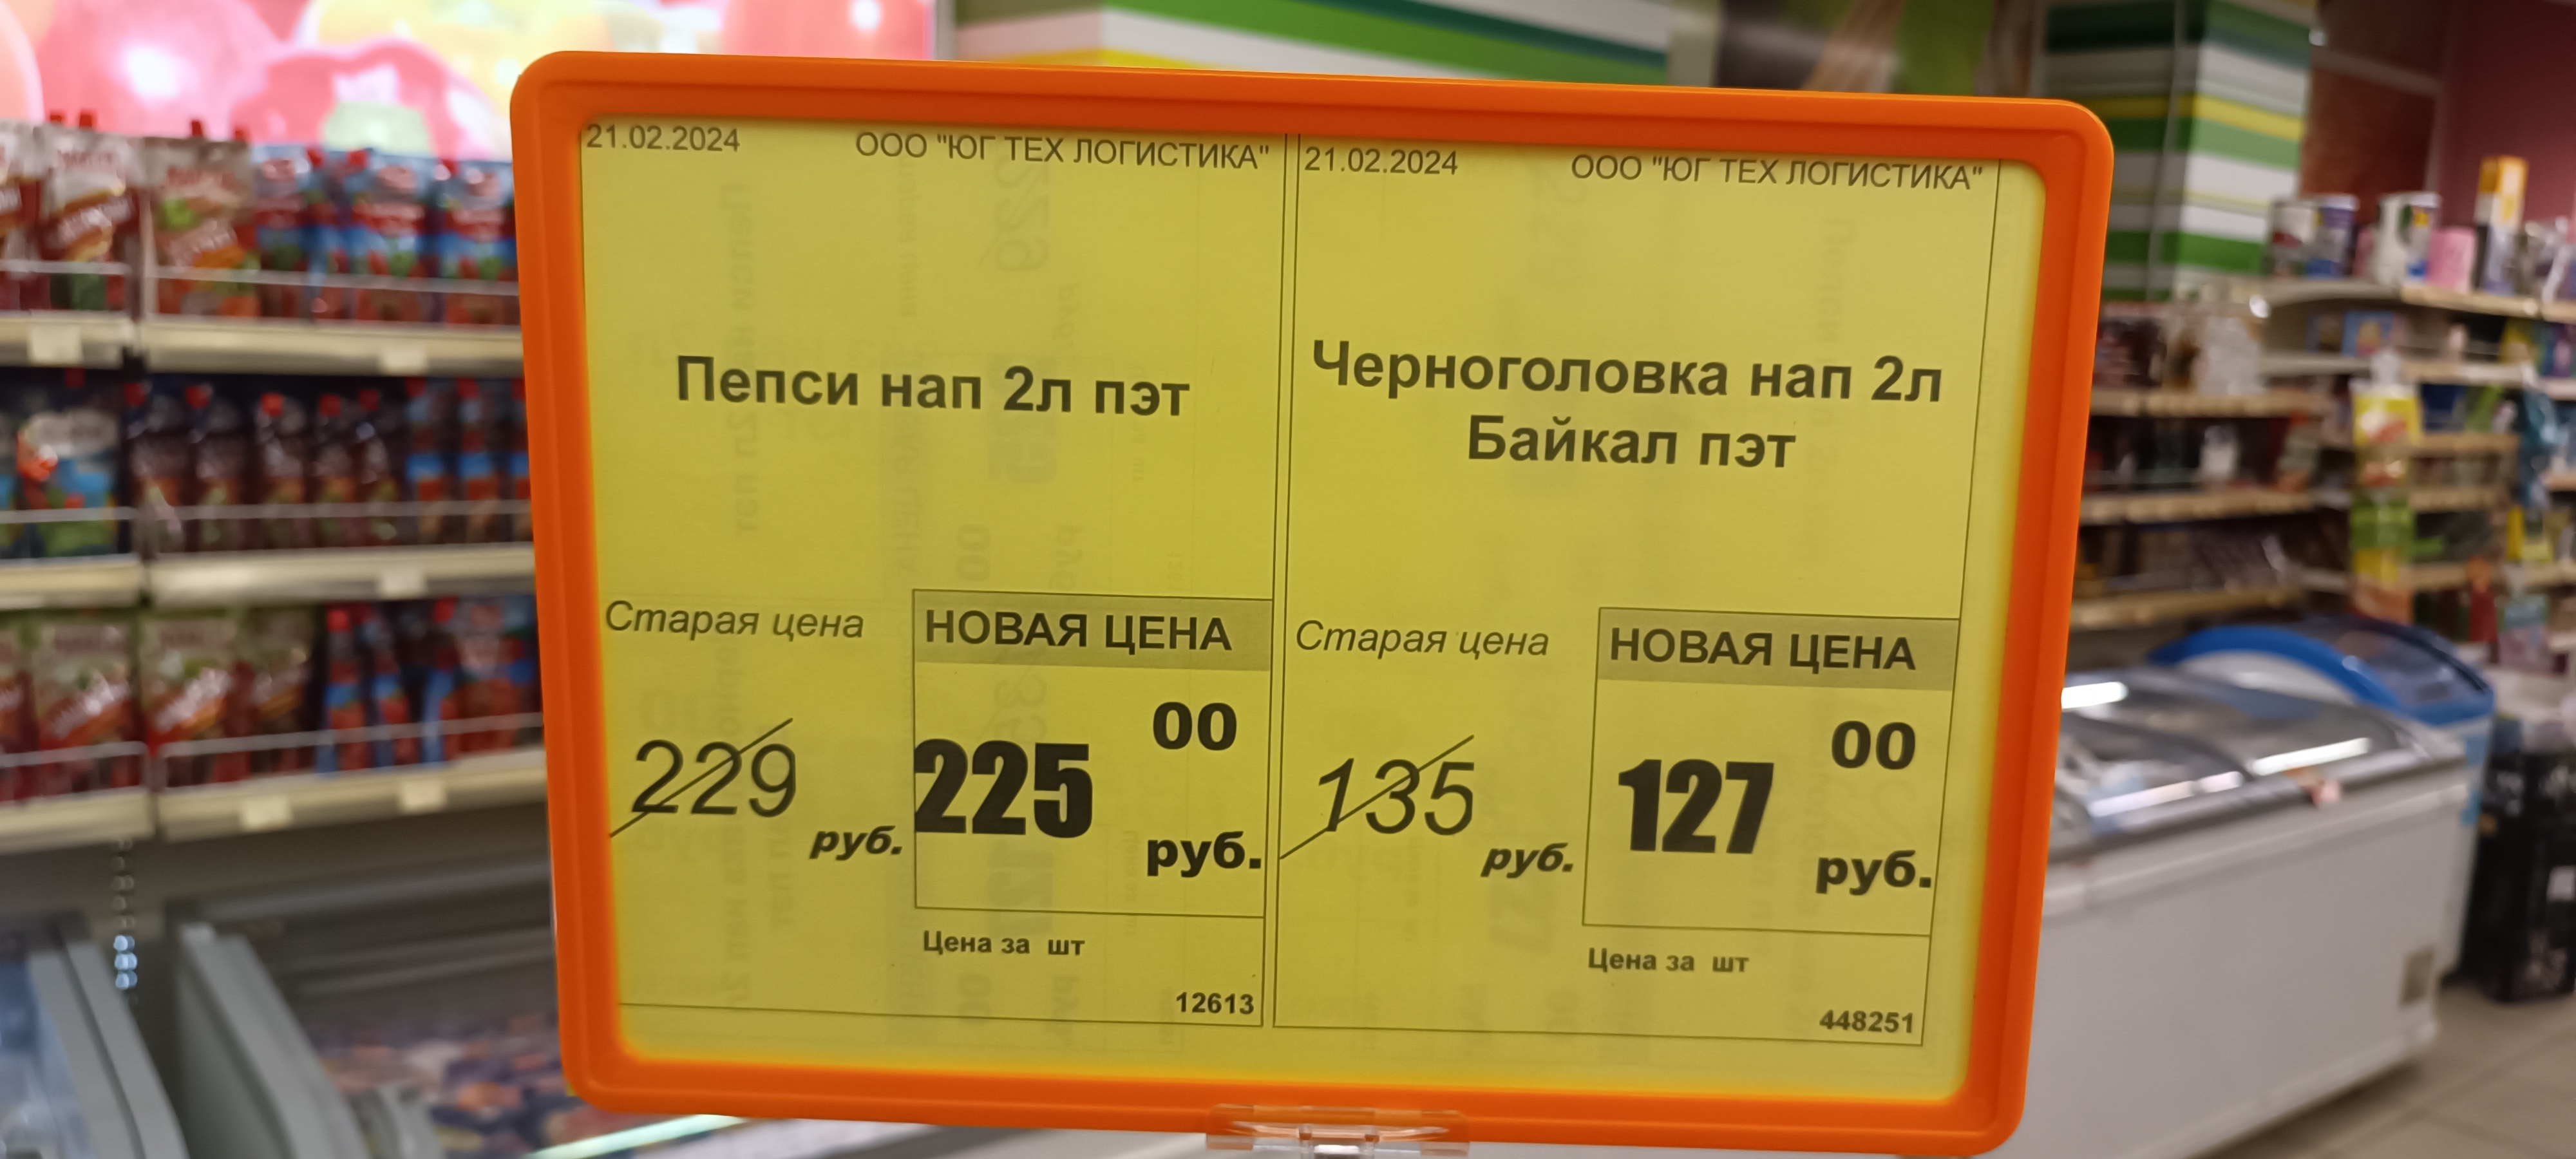 21.02.2024 ООО "ЮГ ТЕХ ЛОГИСТИКА"
Пепси нап 2л пэт
Старая цена
229 руб.
НОВАЯ ЦЕНА
225 00 руб.
Цена за шт
12613
21.02.2024 ООО "ЮГ ТЕХ ЛОГИСТИКА"
Черноголовка нап 2л
Байкал пэт
Старая цена
135 руб.
НОВАЯ ЦЕНА
127 00 руб.
Цена за шт
448251